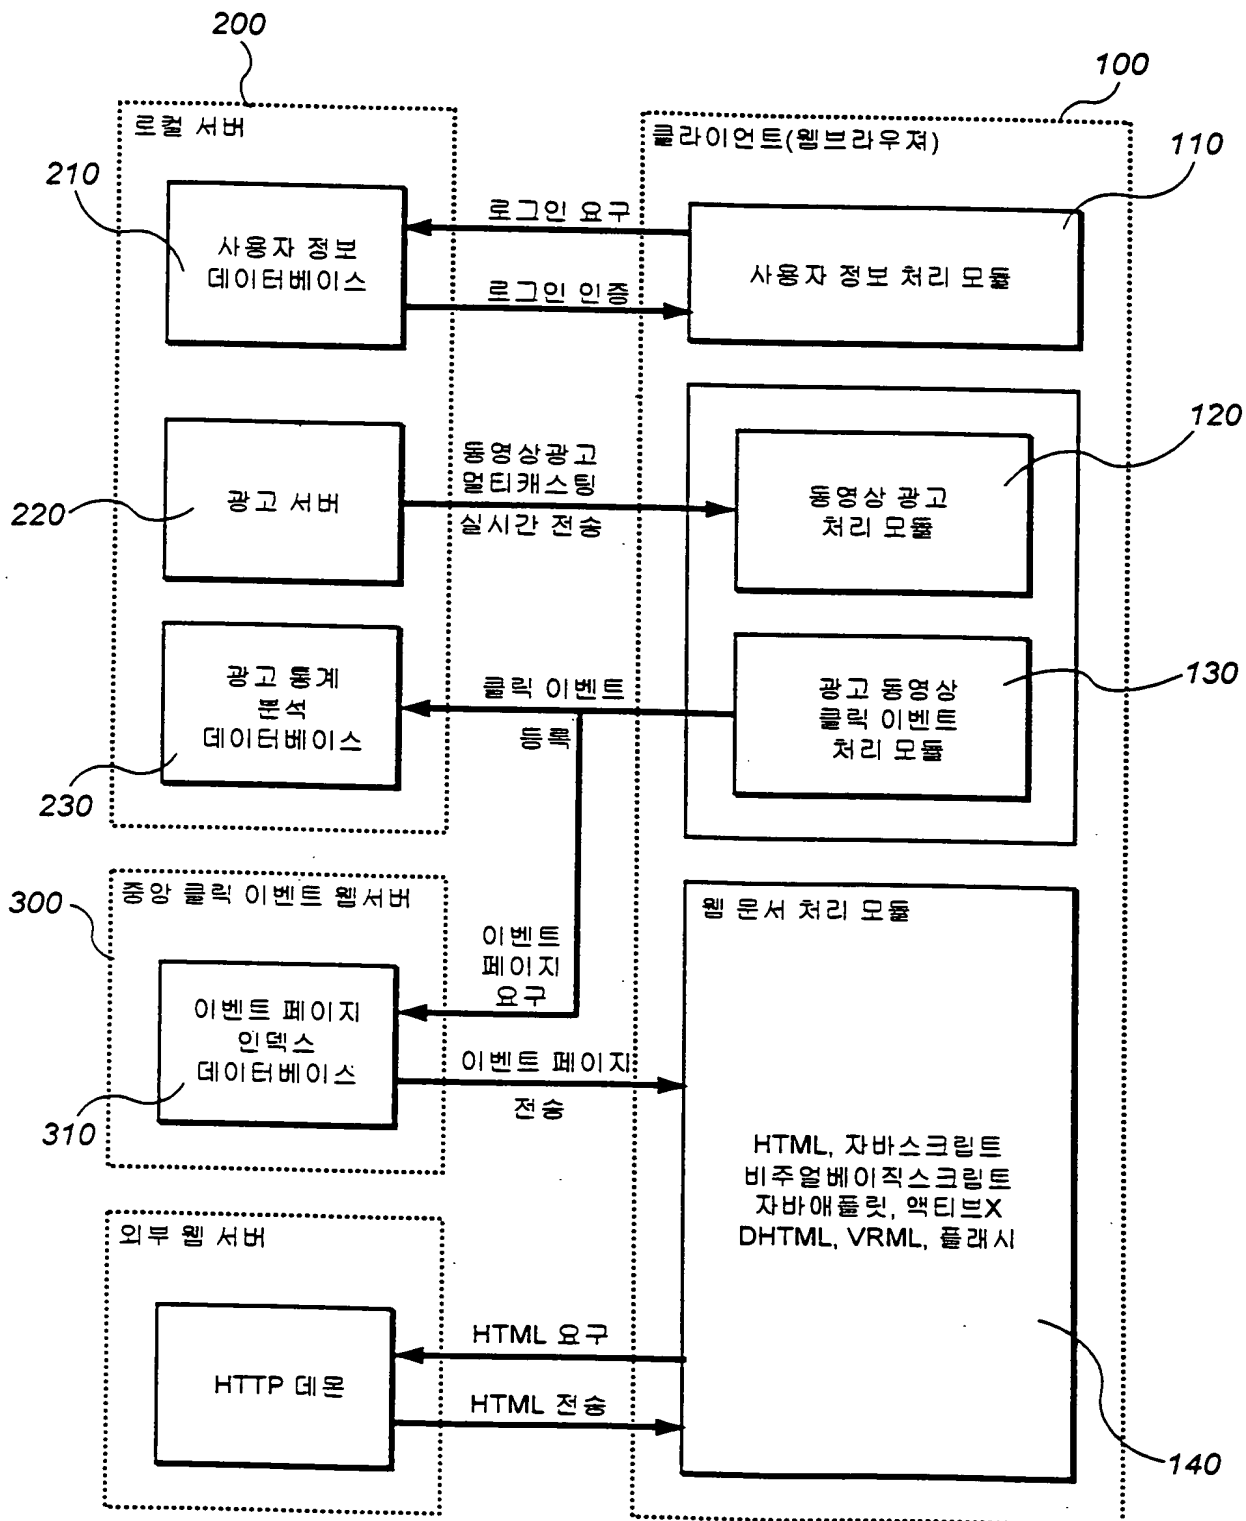 200
100
로컬 서버
클라이언트(웹브라우져)
110
210
사용자 정보
데이터베이스
로그인 요구
로그인 인증
사용자 정보 처리 모듈
120
220
광고 서버
동영상광고
멀티캐스팅
실시간 전송
동영상 광고
처리 모듈
130
230
광고 통계
분석
데이터베이스
클릭 이벤트
등록
광고 동영상
클릭 이벤트
처리 모듈
300
중앙 클릭 이벤트 웹서버
이벤트
페이지
요구
웹 문서 처리 모듈
310
이벤트 페이지
인덱스
데이터베이스
이벤트 페이지
전송
HTML, 자바스크립트
비주얼베이직스크립트
자바애플릿, 액티브X
DHTML, VRML, 플래시
외부 웹 서버
HTTP 데몬
HTML 요구
HTML 전송
140